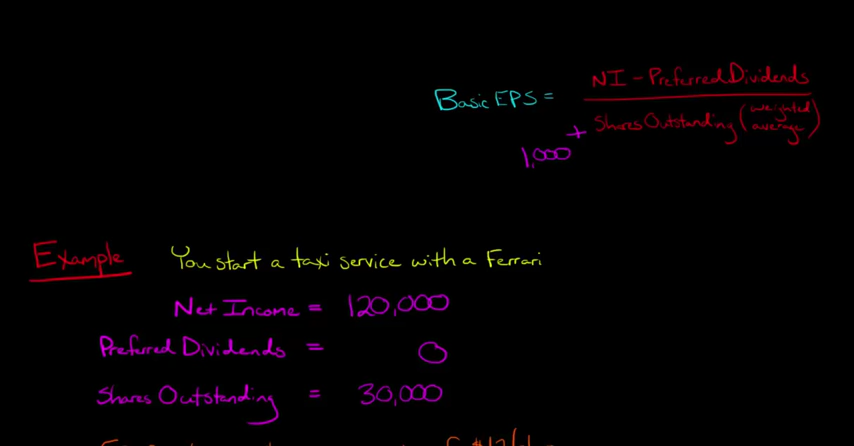 NI - Preferred Dividends
Basic EPS =
Shares Outstanding (weighted average)
1,000 +
Example You start a taxi service with a Ferrari
Net Income = 120,000
Preferred Dividends = 0
Shares Outstanding = 30,000